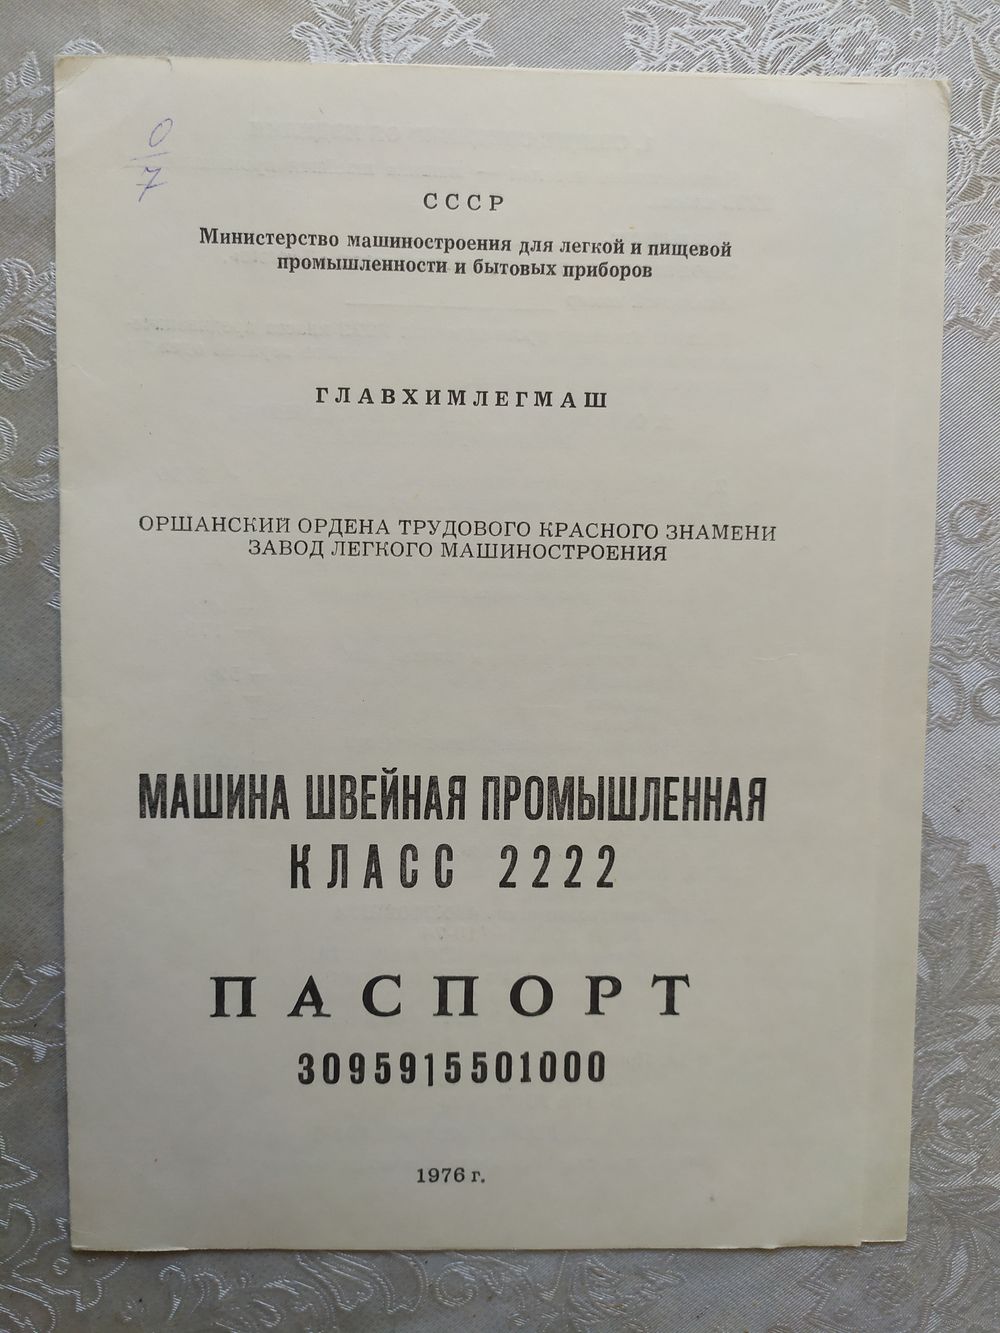 0
7
СССР
Министерство машиностроения для легкой и пищевой
промышленности и бытовых приборов
ГЛАВХИМЛЕГМАШ
ОРШАНСКИЙ ОРДЕНА ТРУДОВОГО КРАСНОГО ЗНАМЕНИ
ЗАВОД ЛЕГКОГО МАШИНОСТРОЕНИЯ
МАШИНА ШВЕЙНАЯ ПРОМЫШЛЕННАЯ
КЛАСС 2222
ПАСПОРТ
3095915501000
1976 г.